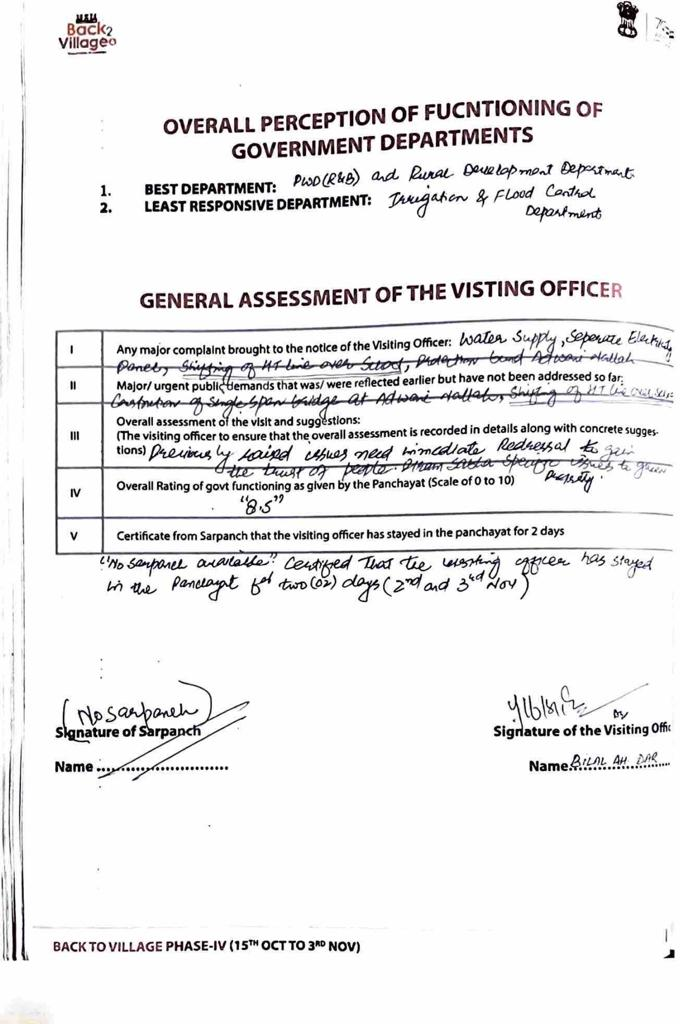 Back2
Village
OVERALL PERCEPTION OF FUCNTIONING OF
GOVERNMENT DEPARTMENTS
1. BEST DEPARTMENT: PWD(R&B) and Rural Development Department
2. LEAST RESPONSIVE DEPARTMENT: Irrigation & Flood Control
Department
GENERAL ASSESSMENT OF THE VISTING OFFICER
I Any major complaint brought to the notice of the Visiting Officer: Water Supply, Seperate Electricity
Panel, Shifting of HT Line over School, Protection bund Adwani Nallah
II Major/ urgent public demands that was/ were reflected earlier but have not been addressed so far:
Construction of Single span bridge at Adwani Nallah, Shifting of HT Line over
III Overall assessment of the visit and suggestions:
(The visiting officer to ensure that the overall assessment is recorded in details along with concrete sugges-
tions) Previously raised issues need immediate Redressal to gain
the trust of people. Gram Sabha Specific issues to given
Priority.
IV Overall Rating of govt functioning as given by the Panchayat (Scale of 0 to 10)
"8.5"
V Certificate from Sarpanch that the visiting officer has stayed in the panchayat for 2 days
"No sarpanch available". Certified That the visiting officer has stayed
in the Panchayat for two (02) days (2nd and 3rd Nov)
(No Sarpanch)
Signature of Sarpanch
Signature of the Visiting Offic
Name ............................
Name BILAL AH DAR
BACK TO VILLAGE PHASE-IV (15TH OCT TO 3RD NOV)